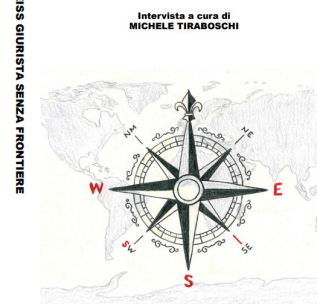 ISS GIURISTA SENZA FRONTIERE
Intervista a cura di
MICHELE TIRABOSCHI
NE
W
E
SW
SE
S